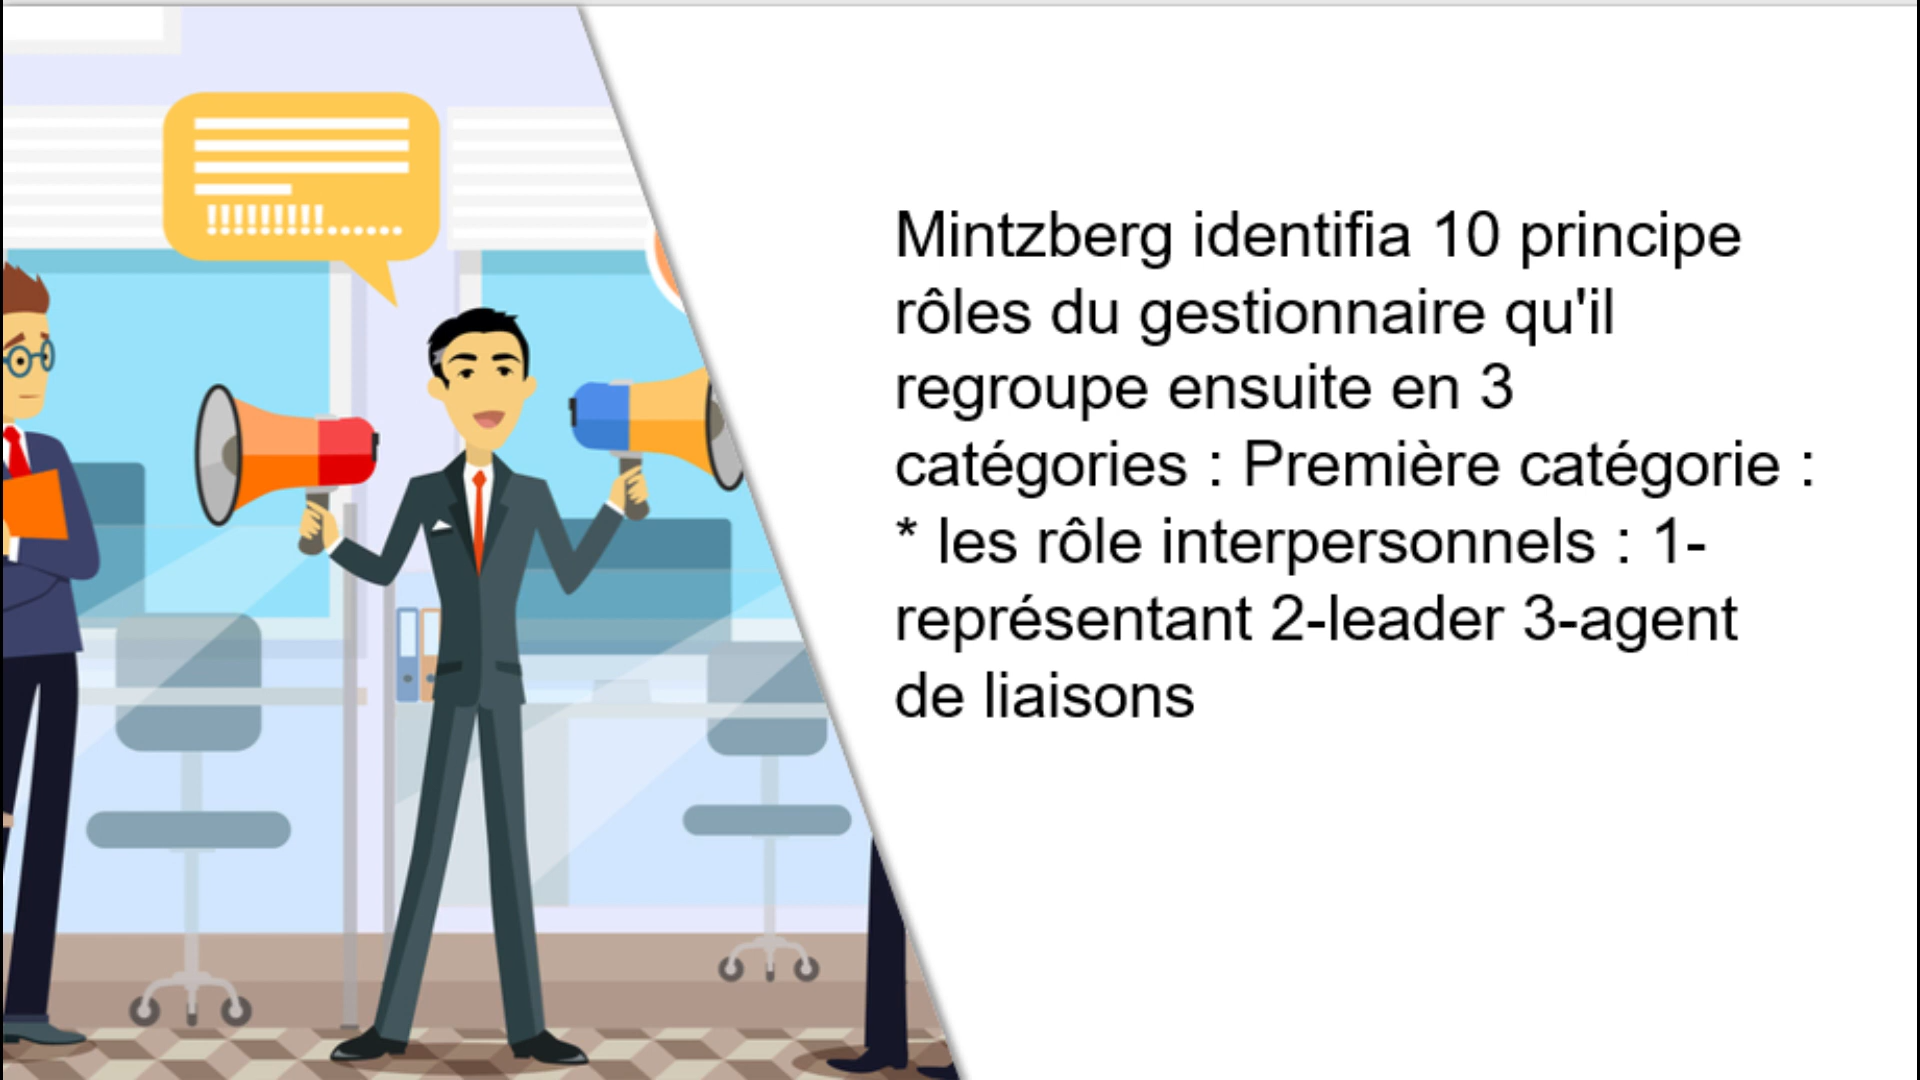 Mintzberg identifia 10 principe
rôles du gestionnaire qu'il
regroupe ensuite en 3
catégories : Première catégorie :
* les rôle interpersonnels : 1-
représentant 2-leader 3-agent
de liaisons